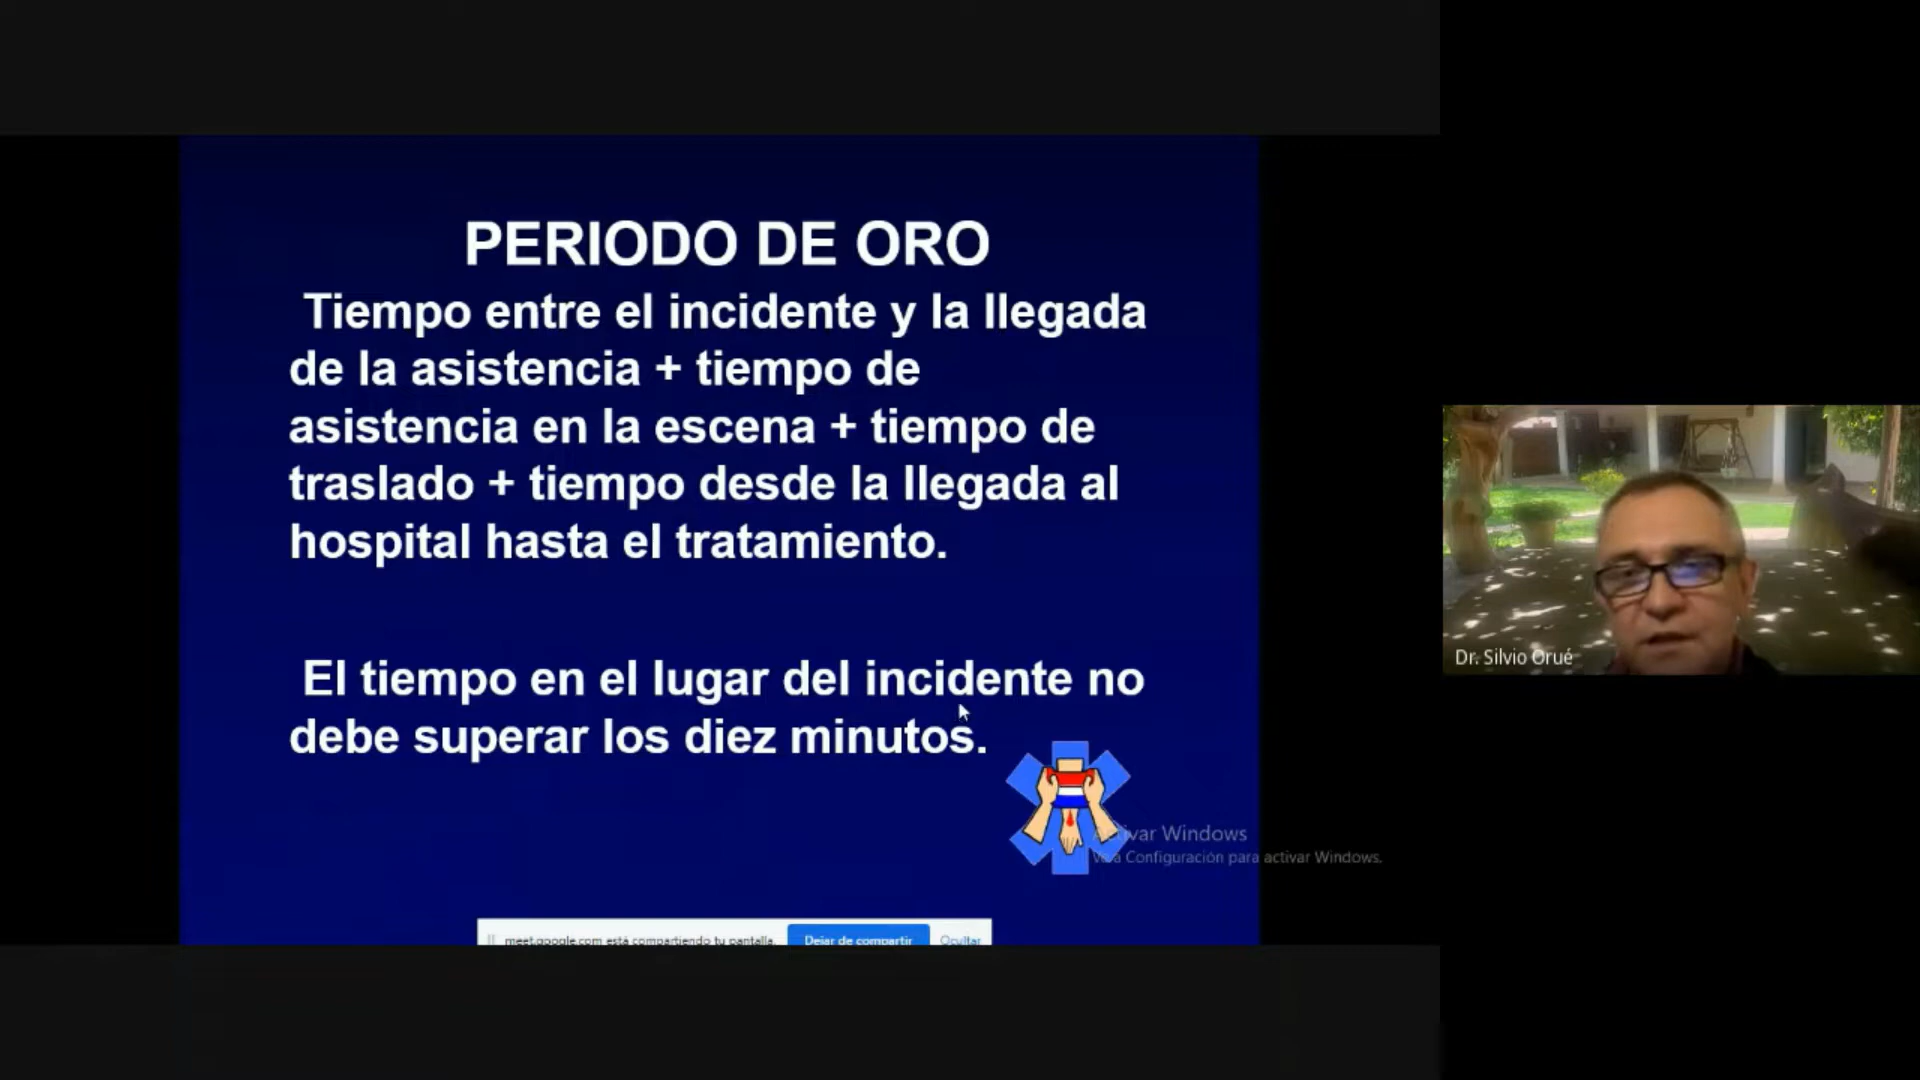 PERIODO DE ORO
Tiempo entre el incidente y la llegada
de la asistencia + tiempo de
asistencia en la escena + tiempo de
traslado + tiempo desde la llegada al
hospital hasta el tratamiento.
El tiempo en el lugar del incidente no
debe superar los diez minutos.
Activar Windows
Ve a Configuración para activar Windows.
meet.google.com está compartiendo tu pantalla. Dejar de compartir Ocultar
Dr. Silvio Orué